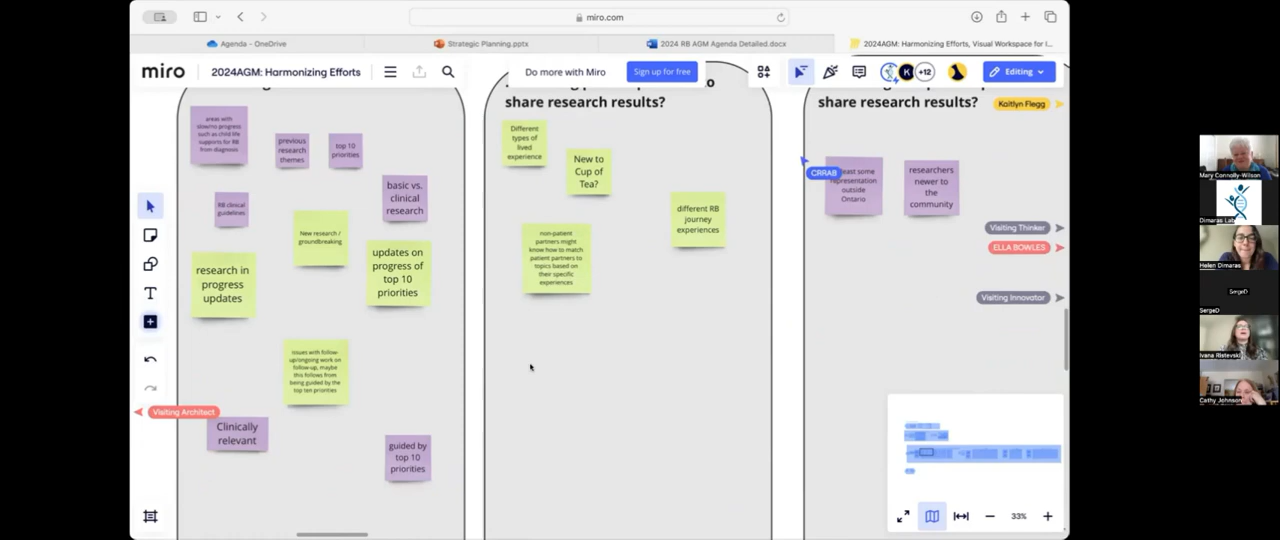 miro.com
Agenda - OneDrive
Strategic Planning.pptx
2024 RB AGM Agenda Detailed.docx
2024AGM: Harmonizing Efforts, Visual Workspace for I...
miro
2024AGM: Harmonizing Efforts
Do more with Miro
Sign up for free
K
+12
Editing
areas with
slow/no progress
such as child life
supports for RB
from diagnosis
previous
research
themes
top 10
priorities
RB clinical
guidelines
basic vs.
clinical
research
New research /
groundbreaking
research in
progress
updates
updates on
progress of
top 10
priorities
issues with follow-
up/ongoing work on
follow-up, maybe
this follows from
being guided by the
top ten priorities
Visiting Architect
Clinically
relevant
guided by
top 10
priorities
share research results?
Different
types of
lived
experience
New to
Cup of
Tea?
different RB
journey
experiences
non-patient
partners might
know how to match
patient partners to
topics based on
their specific
experiences
share research results?
Kaitlyn Flegg
CRRAB
least some
representation
outside
Ontario
researchers
newer to
the
community
Visiting Thinker
ELLA BOWLES
Visiting Innovator
33%
Mary Connolly-Wilson
Dimaras Lab
Helen Dimaras
SergeD
SergeD
Ivana Ristevski
Cathy Johnson